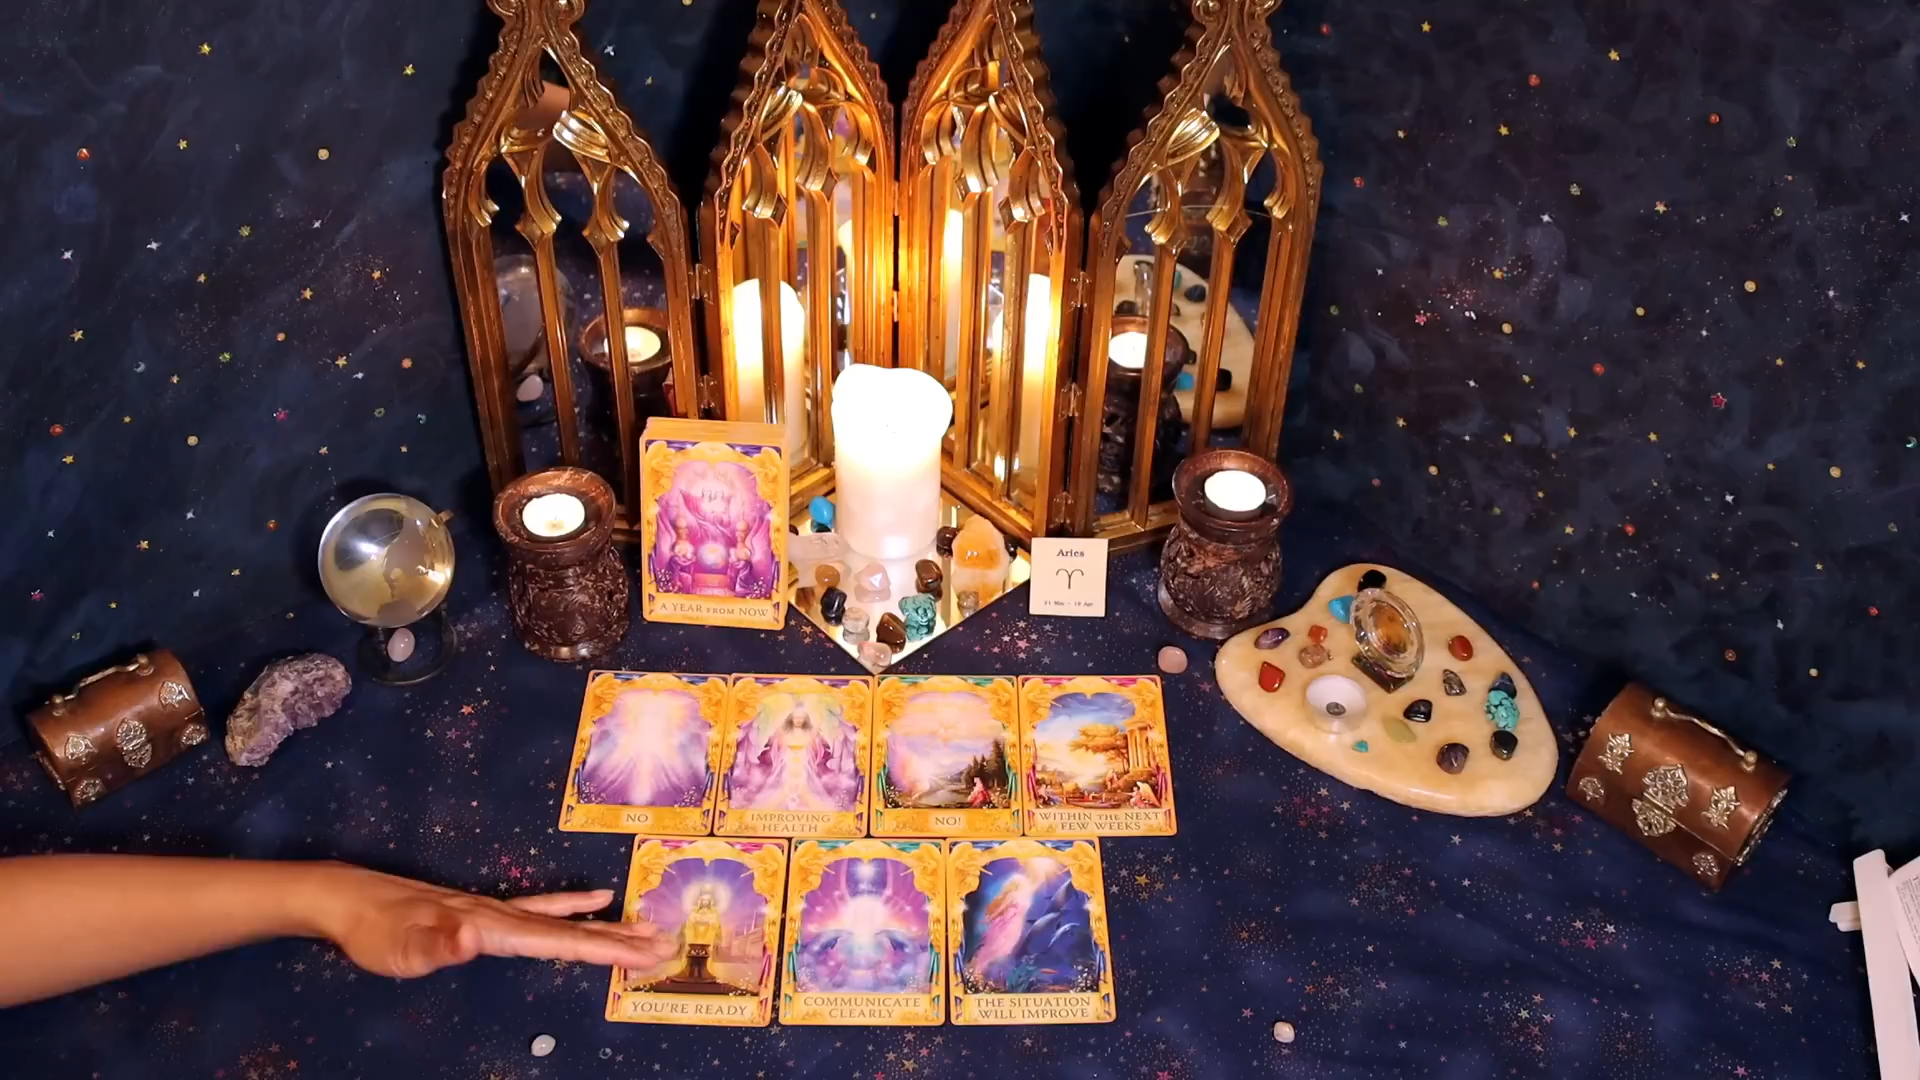 A YEAR FROM NOW
Aries
NO
IMPROVING
HEALTH
NO!
WITHIN THE NEXT
FEW WEEKS
YOU'RE READY
COMMUNICATE
CLEARLY
THE SITUATION
WILL IMPROVE